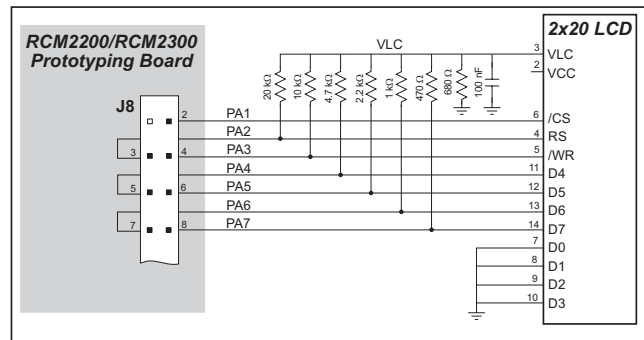 RCM2200/RCM2300
Prototyping Board
2x20 LCD
J8
VLC
20 kΩ
10 kΩ
4.7 kΩ
2.2 kΩ
1 kΩ
470 Ω
680 Ω
100 nF
3 VLC
2 VCC
2 PA1 6 /CS
PA2 4 RS
3 4 PA3 5 /WR
PA4 11 D4
5 6 PA5 12 D5
PA6 13 D6
7 8 PA7 14 D7
7 D0
8 D1
9 D2
10 D3